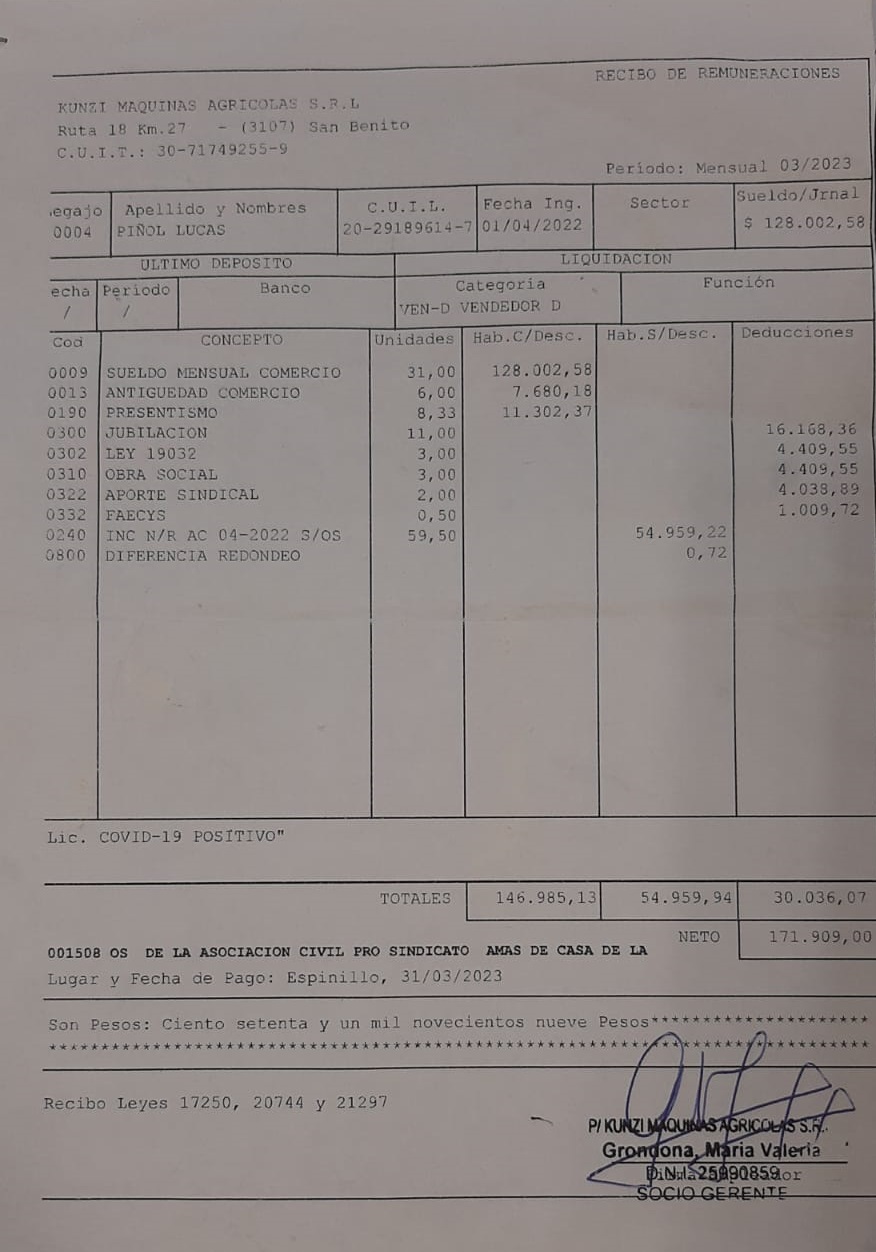 RECIBO DE REMUNERACIONES
KUNZI MAQUINAS AGRICOLAS S.R.L
Ruta 18 Km.27 - (3107) San Benito
C.U.I.T.: 30-71749255-9
Período: Mensual 03/2023
egajo Apellido y Nombres C.U.I.L. Fecha Ing. Sector Sueldo/Jrnal
0004 PIÑOL LUCAS 20-29189614-7 01/04/2022 $ 128.002,58
ULTIMO DEPOSITO LIQUIDACION
echa Período Banco Categoria Función
/ / VEN-D VENDEDOR D
Cod CONCEPTO Unidades Hab.C/Desc. Hab.S/Desc. Deducciones
0009 SUELDO MENSUAL COMERCIO 31,00 128.002,58
0013 ANTIGUEDAD COMERCIO 6,00 7.680,18
0190 PRESENTISMO 8,33 11.302,37
0300 JUBILACION 11,00 16.168,36
0302 LEY 19032 3,00 4.409,55
0310 OBRA SOCIAL 3,00 4.409,55
0322 APORTE SINDICAL 2,00 4.038,89
0332 FAECYS 0,50 1.009,72
0240 INC N/R AC 04-2022 S/OS 59,50 54.959,22
0800 DIFERENCIA REDONDEO 0,72
Lic. COVID-19 POSITIVO"
TOTALES 146.985,13 54.959,94 30.036,07
NETO 171.909,00
001508 OS DE LA ASOCIACION CIVIL PRO SINDICATO AMAS DE CASA DE LA
Lugar y Fecha de Pago: Espinillo, 31/03/2023
Son Pesos: Ciento setenta y un mil novecientos nueve Pesos*********************
*******************************************************************************
Recibo Leyes 17250, 20744 y 21297
P/ KUNZI MAQUINAS AGRICOLAS S.R.
Grondona, Maria Valeria
D.N.I. 25990859
SOCIO GERENTE